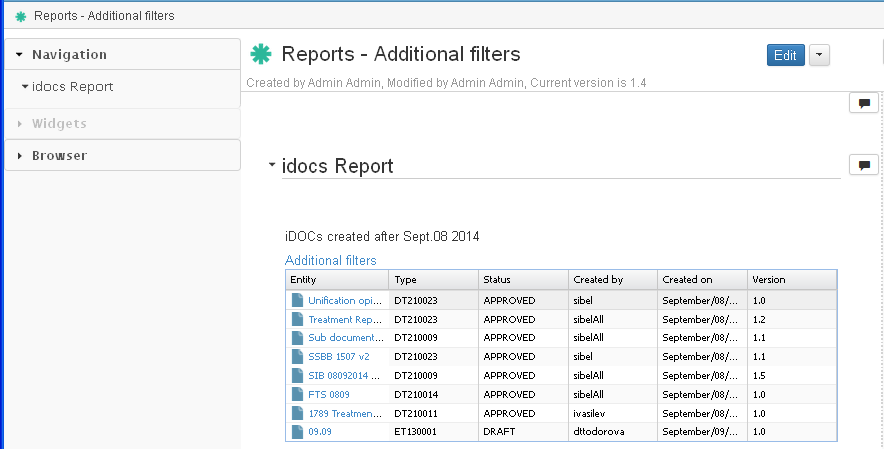 Reports - Additional filters
Navigation
idocs Report
Widgets
Browser
Reports - Additional filters
Edit
Created by Admin Admin, Modified by Admin Admin, Current version is 1.4
idocs Report
iDOCs created after Sept.08 2014
Additional filters
Entity Type Status Created by Created on Version
Unification opi... DT210023 APPROVED sibel September/08/... 1.0
Treatment Rep... DT210023 APPROVED sibelAll September/08/... 1.2
Sub document... DT210009 APPROVED sibelAll September/08/... 1.1
SSBB 1507 v2 DT210023 APPROVED sibel September/08/... 1.1
SIB 08092014 ... DT210009 APPROVED sibelAll September/08/... 1.5
FTS 0809 DT210014 APPROVED sibelAll September/08/... 1.0
1789 Treatmen... DT210011 APPROVED ivasilev September/08/... 1.0
09.09 ET130001 DRAFT dttodorova September/09/... 1.0